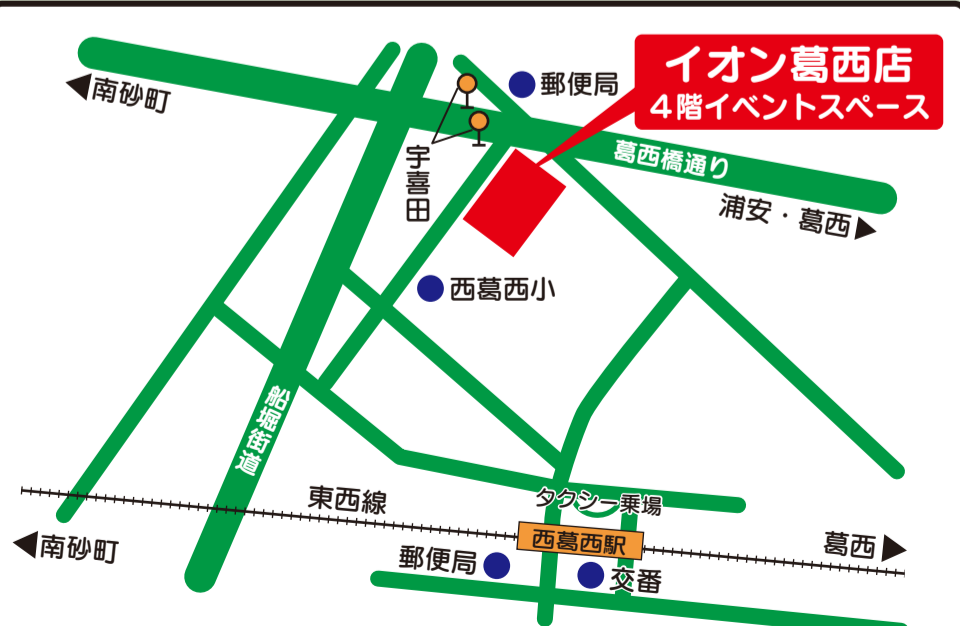 イオン葛西店
4階イベントスペース
郵便局
南砂町
宇喜田
葛西橋通り
浦安・葛西
西葛西小
船堀街道
東西線
タクシー乗場
西葛西駅
南砂町
郵便局
交番
葛西